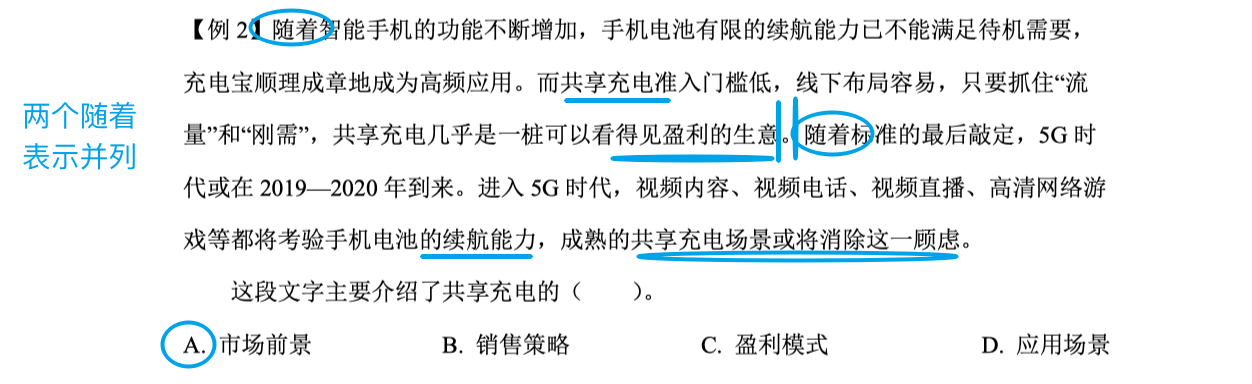 【例 2】随着智能手机的功能不断增加，手机电池有限的续航能力已不能满足待机需要，
充电宝顺理成章地成为高频应用。而共享充电准入门槛低，线下布局容易，只要抓住“流
两个随着
表示并列
量”和“刚需”，共享充电几乎是一桩可以看得见盈利的生意。随着标准的最后敲定，5G 时
代或在 2019—2020 年到来。进入 5G 时代，视频内容、视频电话、视频直播、高清网络游
戏等都将考验手机电池的续航能力，成熟的共享充电场景或将消除这一顾虑。
这段文字主要介绍了共享充电的（　　）。
A. 市场前景　　B. 销售策略　　C. 盈利模式　　D. 应用场景